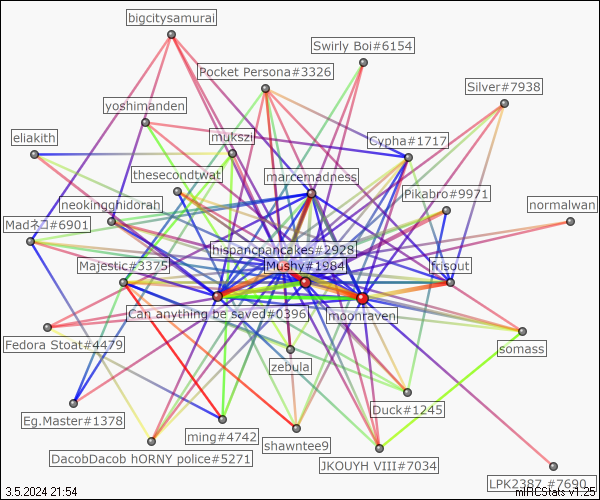 bigcitysamurai
Swirly Boi#6154
Pocket Persona#3326
Silver#7938
yoshimanden
mukszi
eliakith
Cypha#1717
thesecondtwat
marcemadness
Pikabro#9971
neokingghidorah
normalwan
Madネコ#6901
hispancpancakes#2928
Majestic#3375
Mushy#1984
frisout
Can anything be saved#0396
lmoonraven
Fedora Stoat#4479
somass
zebula
Eg.Master#1378
Duck#1245
ming#4742
shawntee9
DacobDacob hORNY police#5271
JKOUYH VIII#7034
LPK2387_#7690
3.5.2024 21:54
mIRCStats v1.25